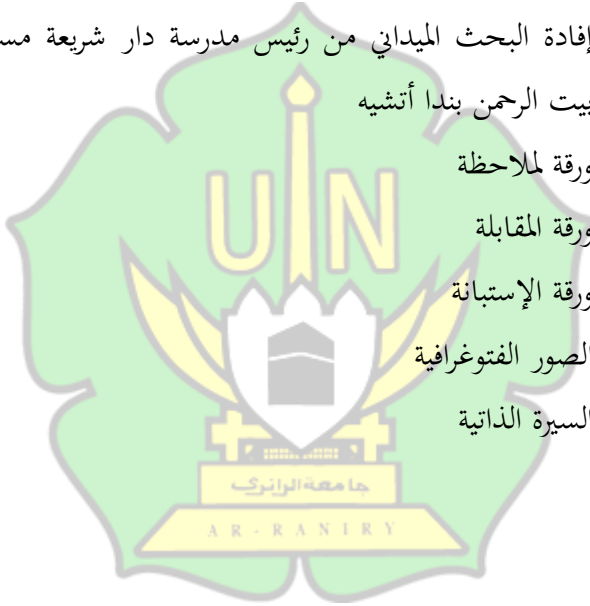 إفادة البحث الميداني من رئيس مدرسة دار شريعة
بيت الرحمن بندا أتشيه
ورقة لملاحظة
ورقة المقابلة
ورقة الإستبانة
الصور الفتوغرافية
السيرة الذاتية
UIN
جامعة الرانري
AR-RANIRY